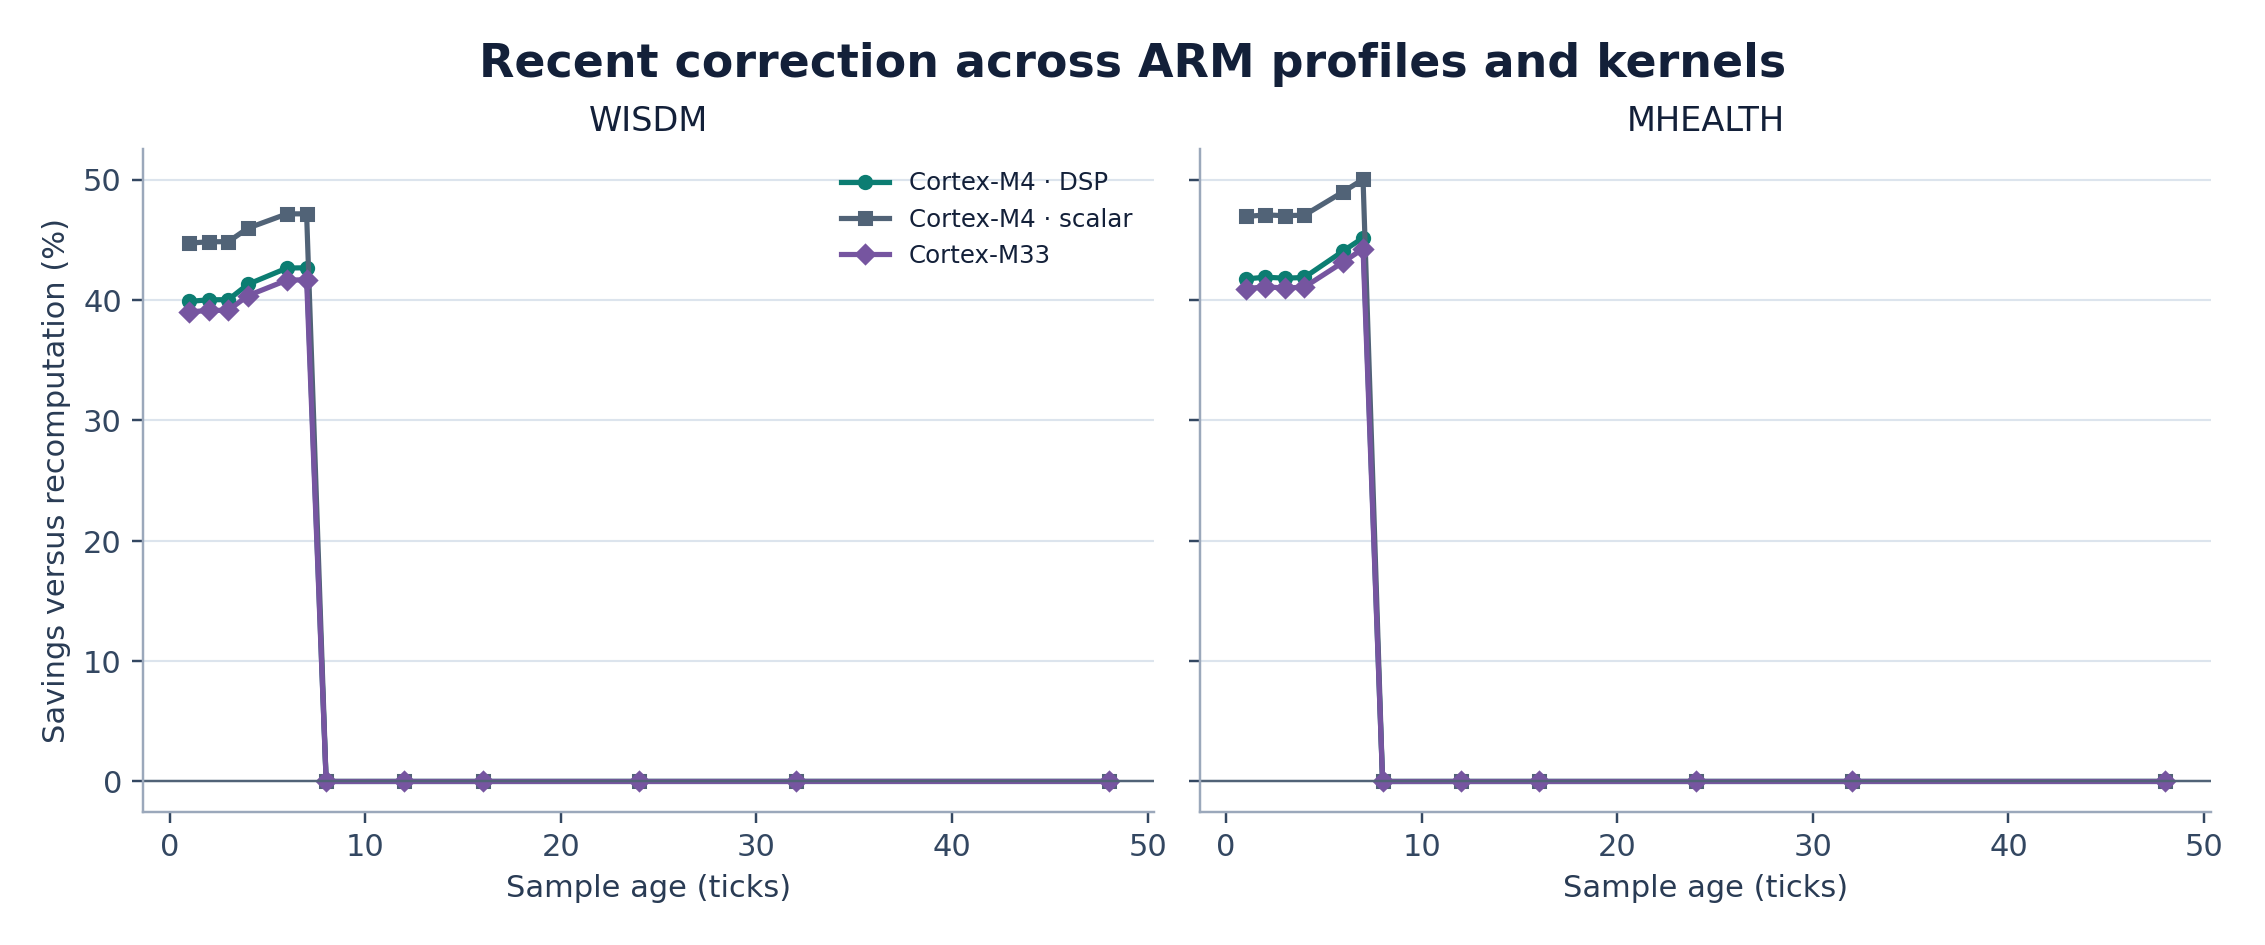 Recent correction across ARM profiles and kernels
WISDM
MHEALTH
Savings versus recomputation (%)
50
40
30
20
10
0
Cortex-M4 · DSP
Cortex-M4 · scalar
Cortex-M33
0 10 20 30 40 50
0 10 20 30 40 50
Sample age (ticks)
Sample age (ticks)